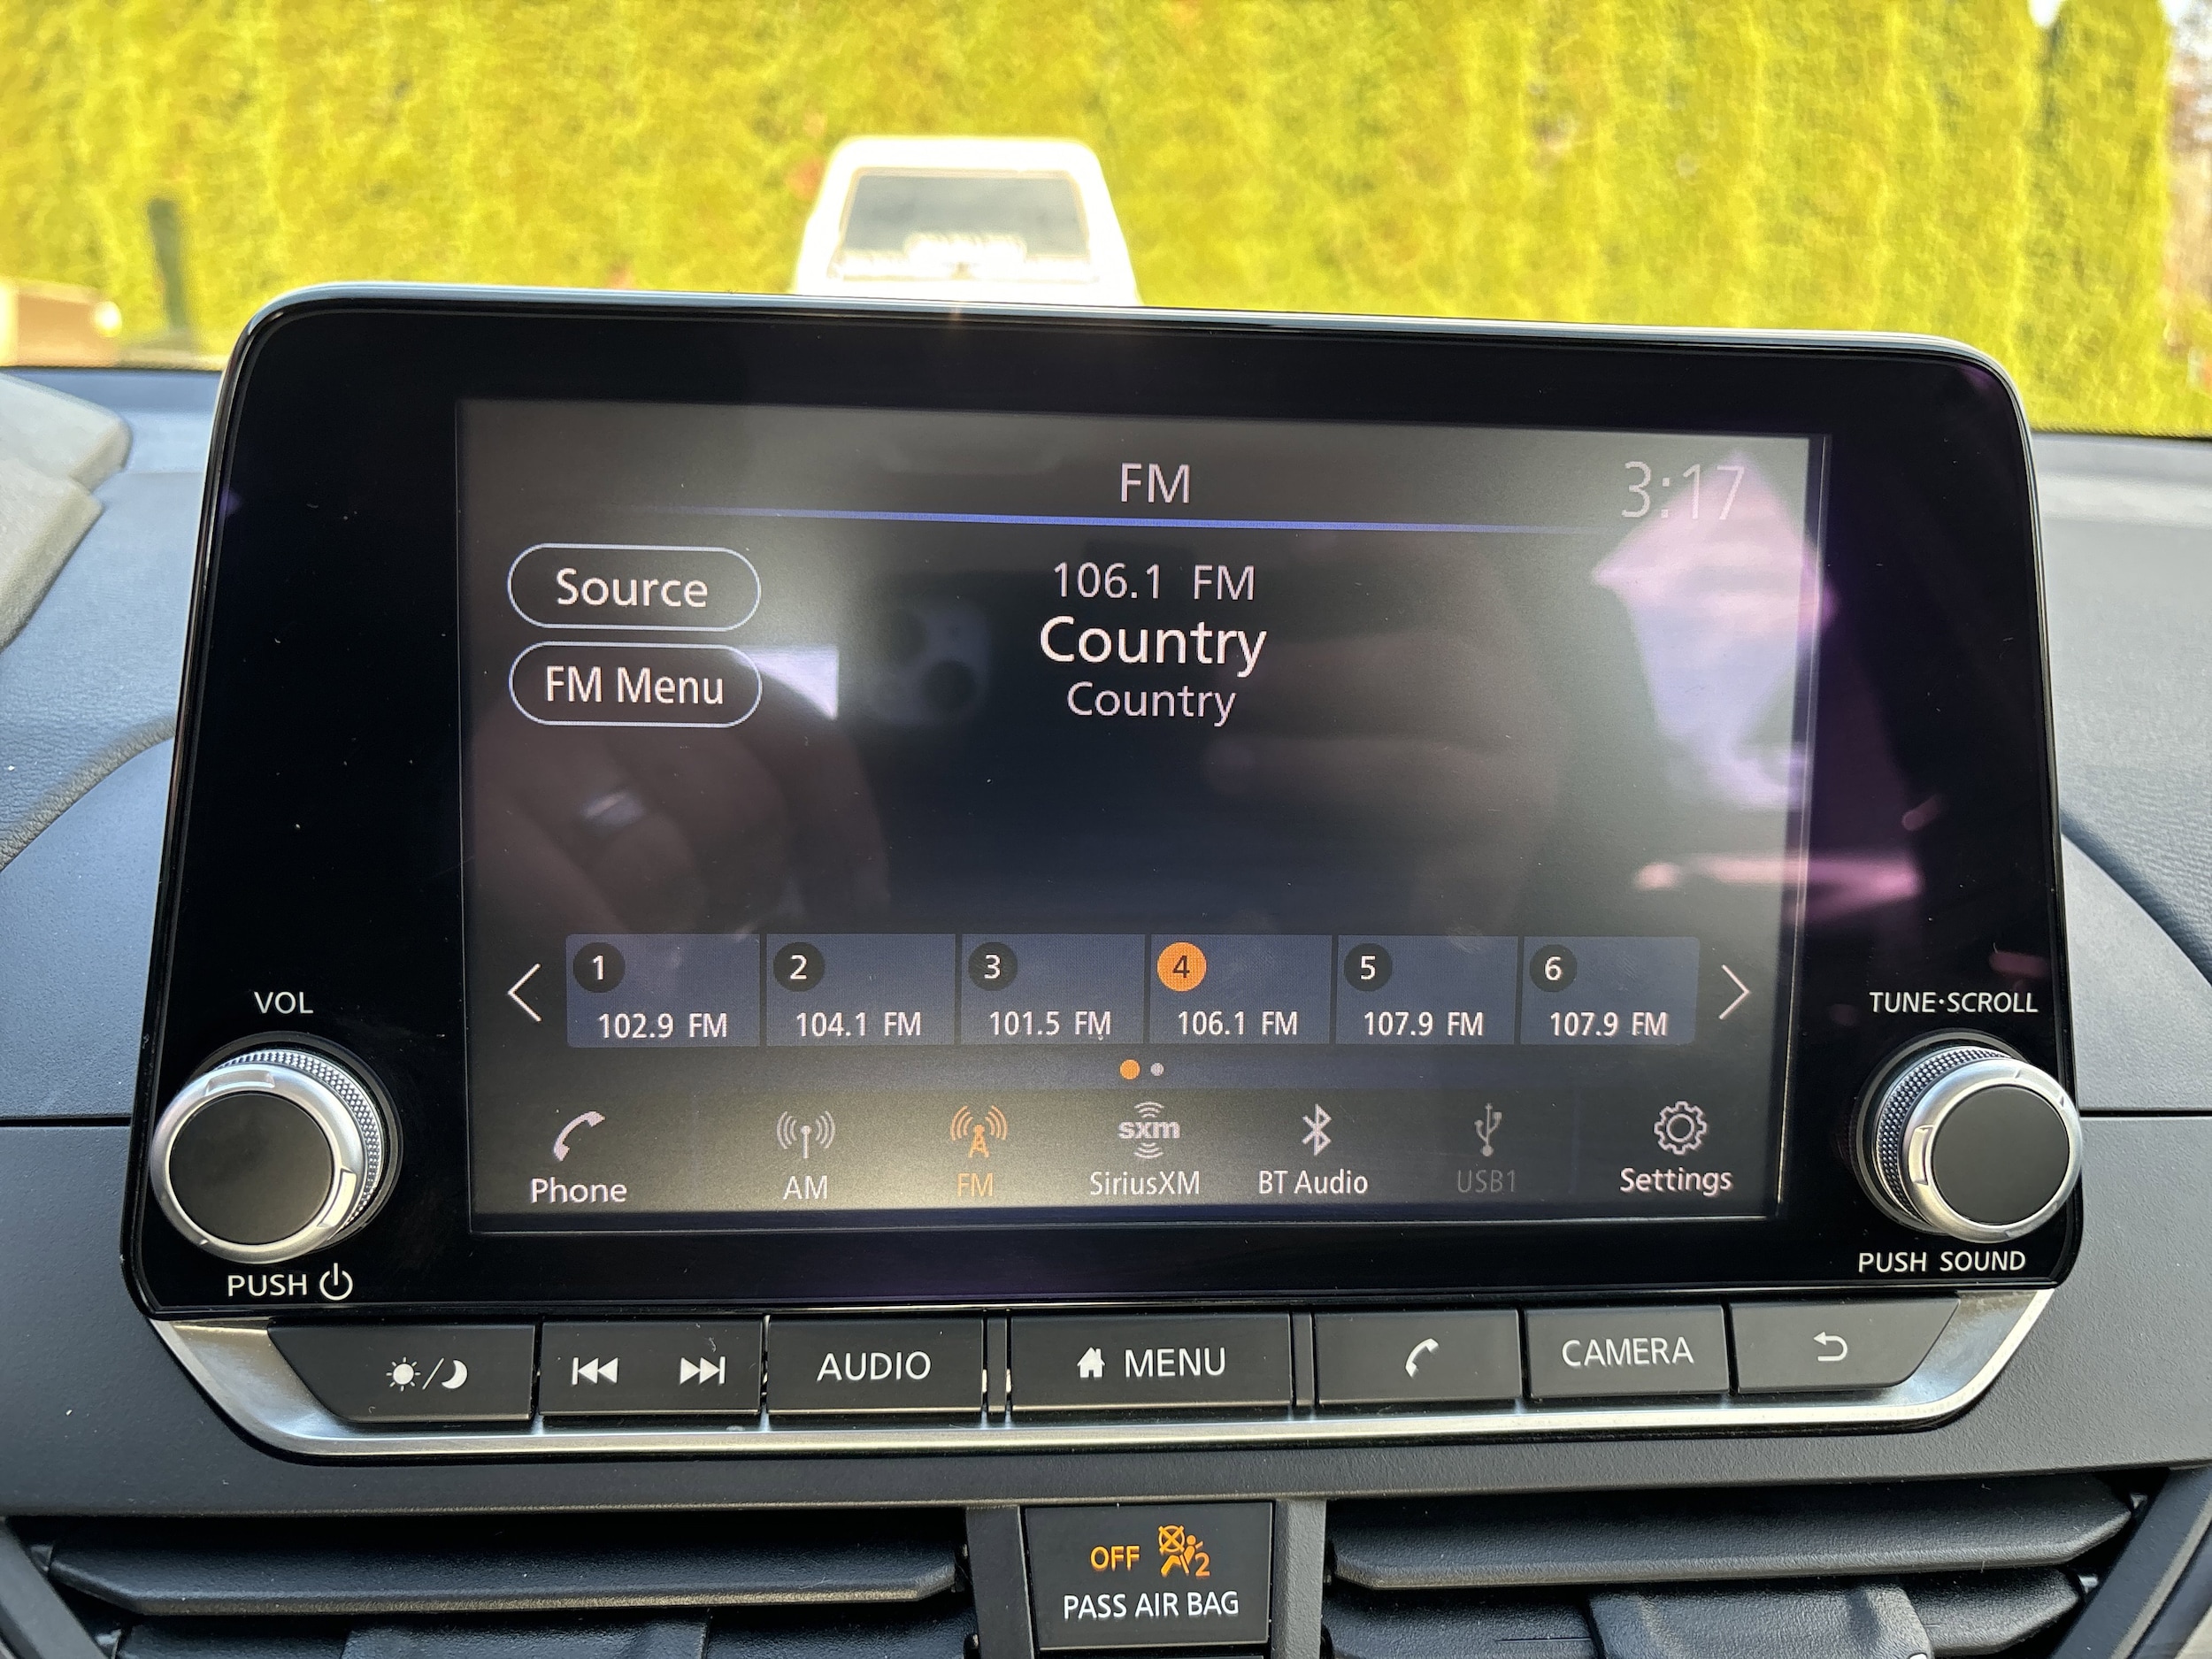 FM
3:17
Source
106.1 FM
Country
FM Menu
Country
1
2
3
4
5
6
102.9 FM
104.1 FM
101.5 FM
106.1 FM
107.9 FM
107.9 FM
VOL
TUNE·SCROLL
sxm
Phone
AM
FM
SiriusXM
BT Audio
USB1
Settings
PUSH
PUSH SOUND
AUDIO
MENU
CAMERA
OFF
2
PASS AIR BAG